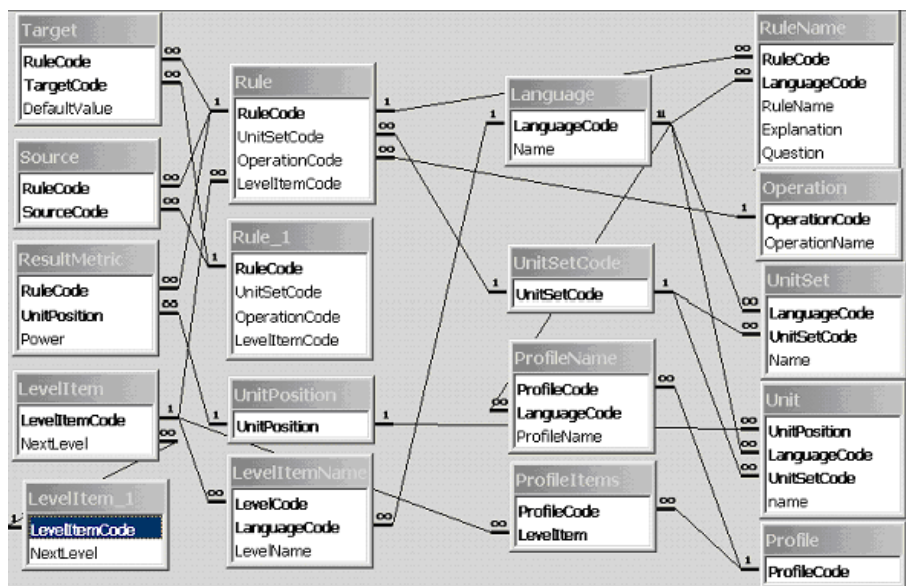 Target
RuleCode
TargetCode
DefaultValue
Source
RuleCode
SourceCode
ResultMetric
RuleCode
UnitPosition
Power
LevelItem
LevelItemCode
NextLevel
LevelItem_1
LevelItemCode
NextLevel
Rule
RuleCode
UnitSetCode
OperationCode
LevelItemCode
Rule_1
RuleCode
UnitSetCode
OperationCode
LevelItemCode
UnitPosition
UnitPosition
LevelItemName
LevelCode
LanguageCode
LevelName
Language
LanguageCode
Name
UnitSetCode
UnitSetCode
ProfileName
ProfileCode
LanguageCode
ProfileName
ProfileItems
ProfileCode
LevelItem
RuleName
RuleCode
LanguageCode
RuleName
Explanation
Question
Operation
OperationCode
OperationName
UnitSet
LanguageCode
UnitSetCode
Name
Unit
UnitPosition
LanguageCode
UnitSetCode
name
Profile
ProfileCode